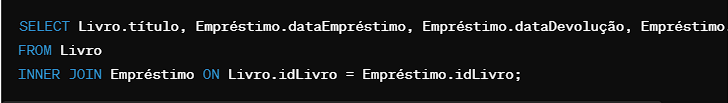 SELECT Livro.título, Empréstimo.dataEmpréstimo, Empréstimo.dataDevolução, Empréstimo.
FROM Livro
INNER JOIN Empréstimo ON Livro.idLivro = Empréstimo.idLivro;